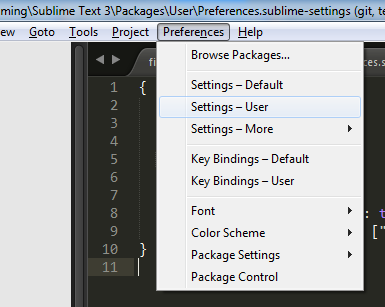 ming\Sublime Text 3\Packages\User\Preferences.sublime-settings (git, te
ew Goto Tools Project Preferences Help
Browse Packages...
Settings – Default
Settings – User
Settings – More
Key Bindings – Default
Key Bindings – User
Font
Color Scheme
Package Settings
Package Control
fi
ces.s
1 {
2
3
4
5
6
7
8 : t
9 ["
10 }
11